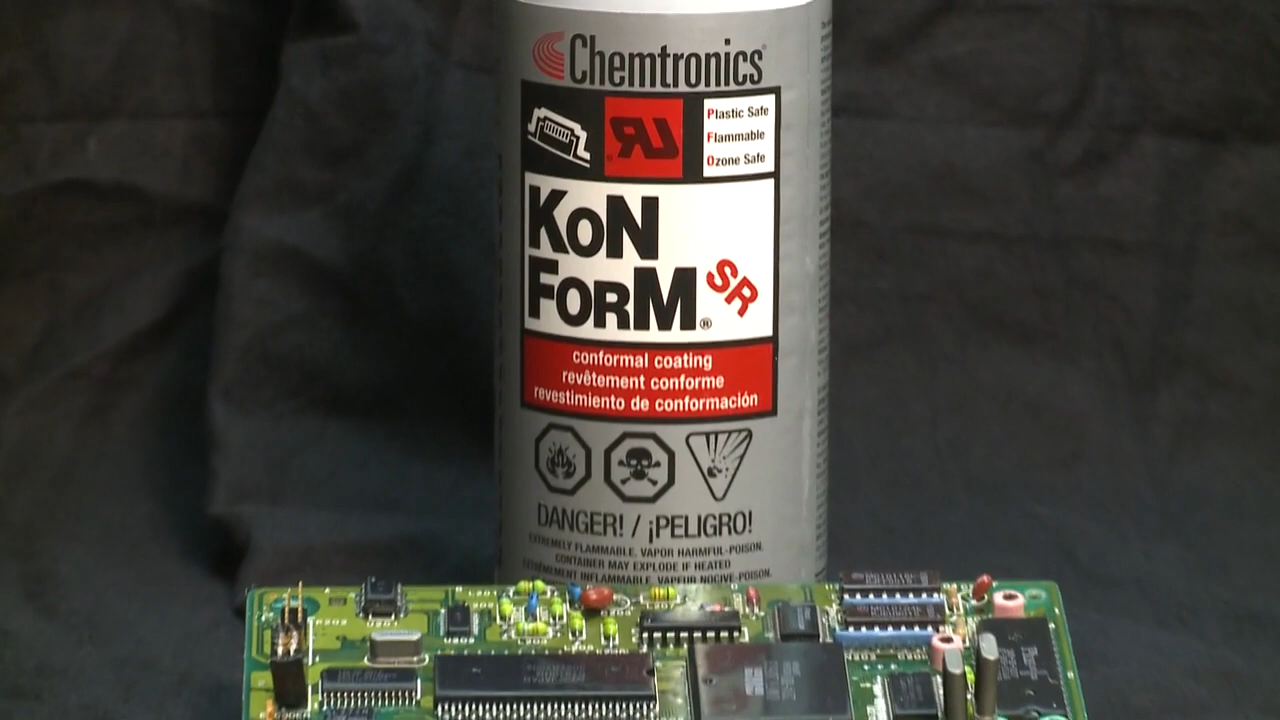 Chemtronics
Plastic Safe
Flammable
Ozone Safe
KoN
ForM® SR
conformal coating
revêtement conforme
revestimiento de conformación
DANGER! / ¡PELIGRO!
EXTREMELY FLAMMABLE. VAPOR HARMFUL-POISON.
CONTAINER MAY EXPLODE IF HEATED
EXTRÊMEMENT INFLAMMABLE. VAPEUR NOCIVE-POISON.